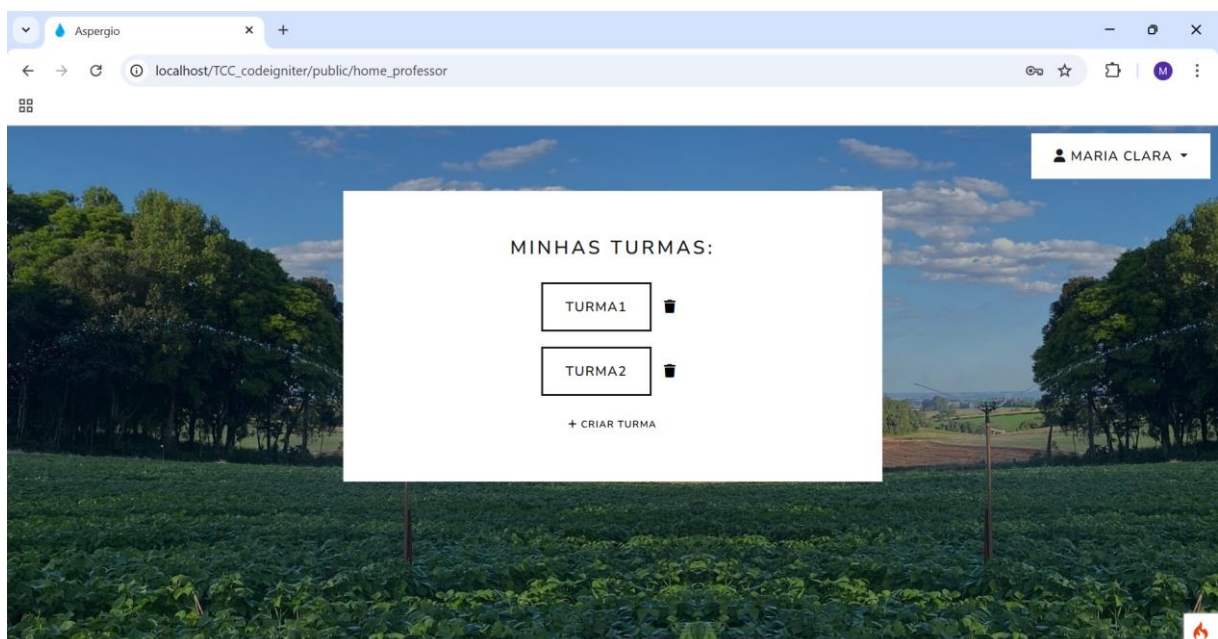 Aspergio
localhost/TCC_codeigniter/public/home_professor
M
MARIA CLARA
MINHAS TURMAS:
TURMA1
TURMA2
+ CRIAR TURMA